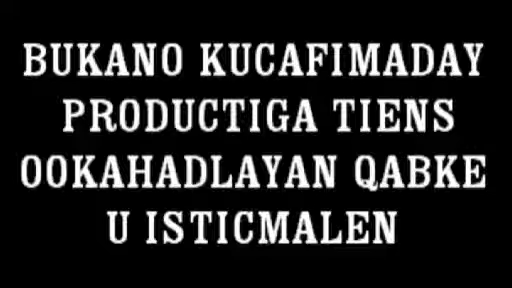 BUKANO KUCAFIMADAY
PRODUCTIGA TIENS
OOKAHADLAYAN QABKE
U ISTICMALEN